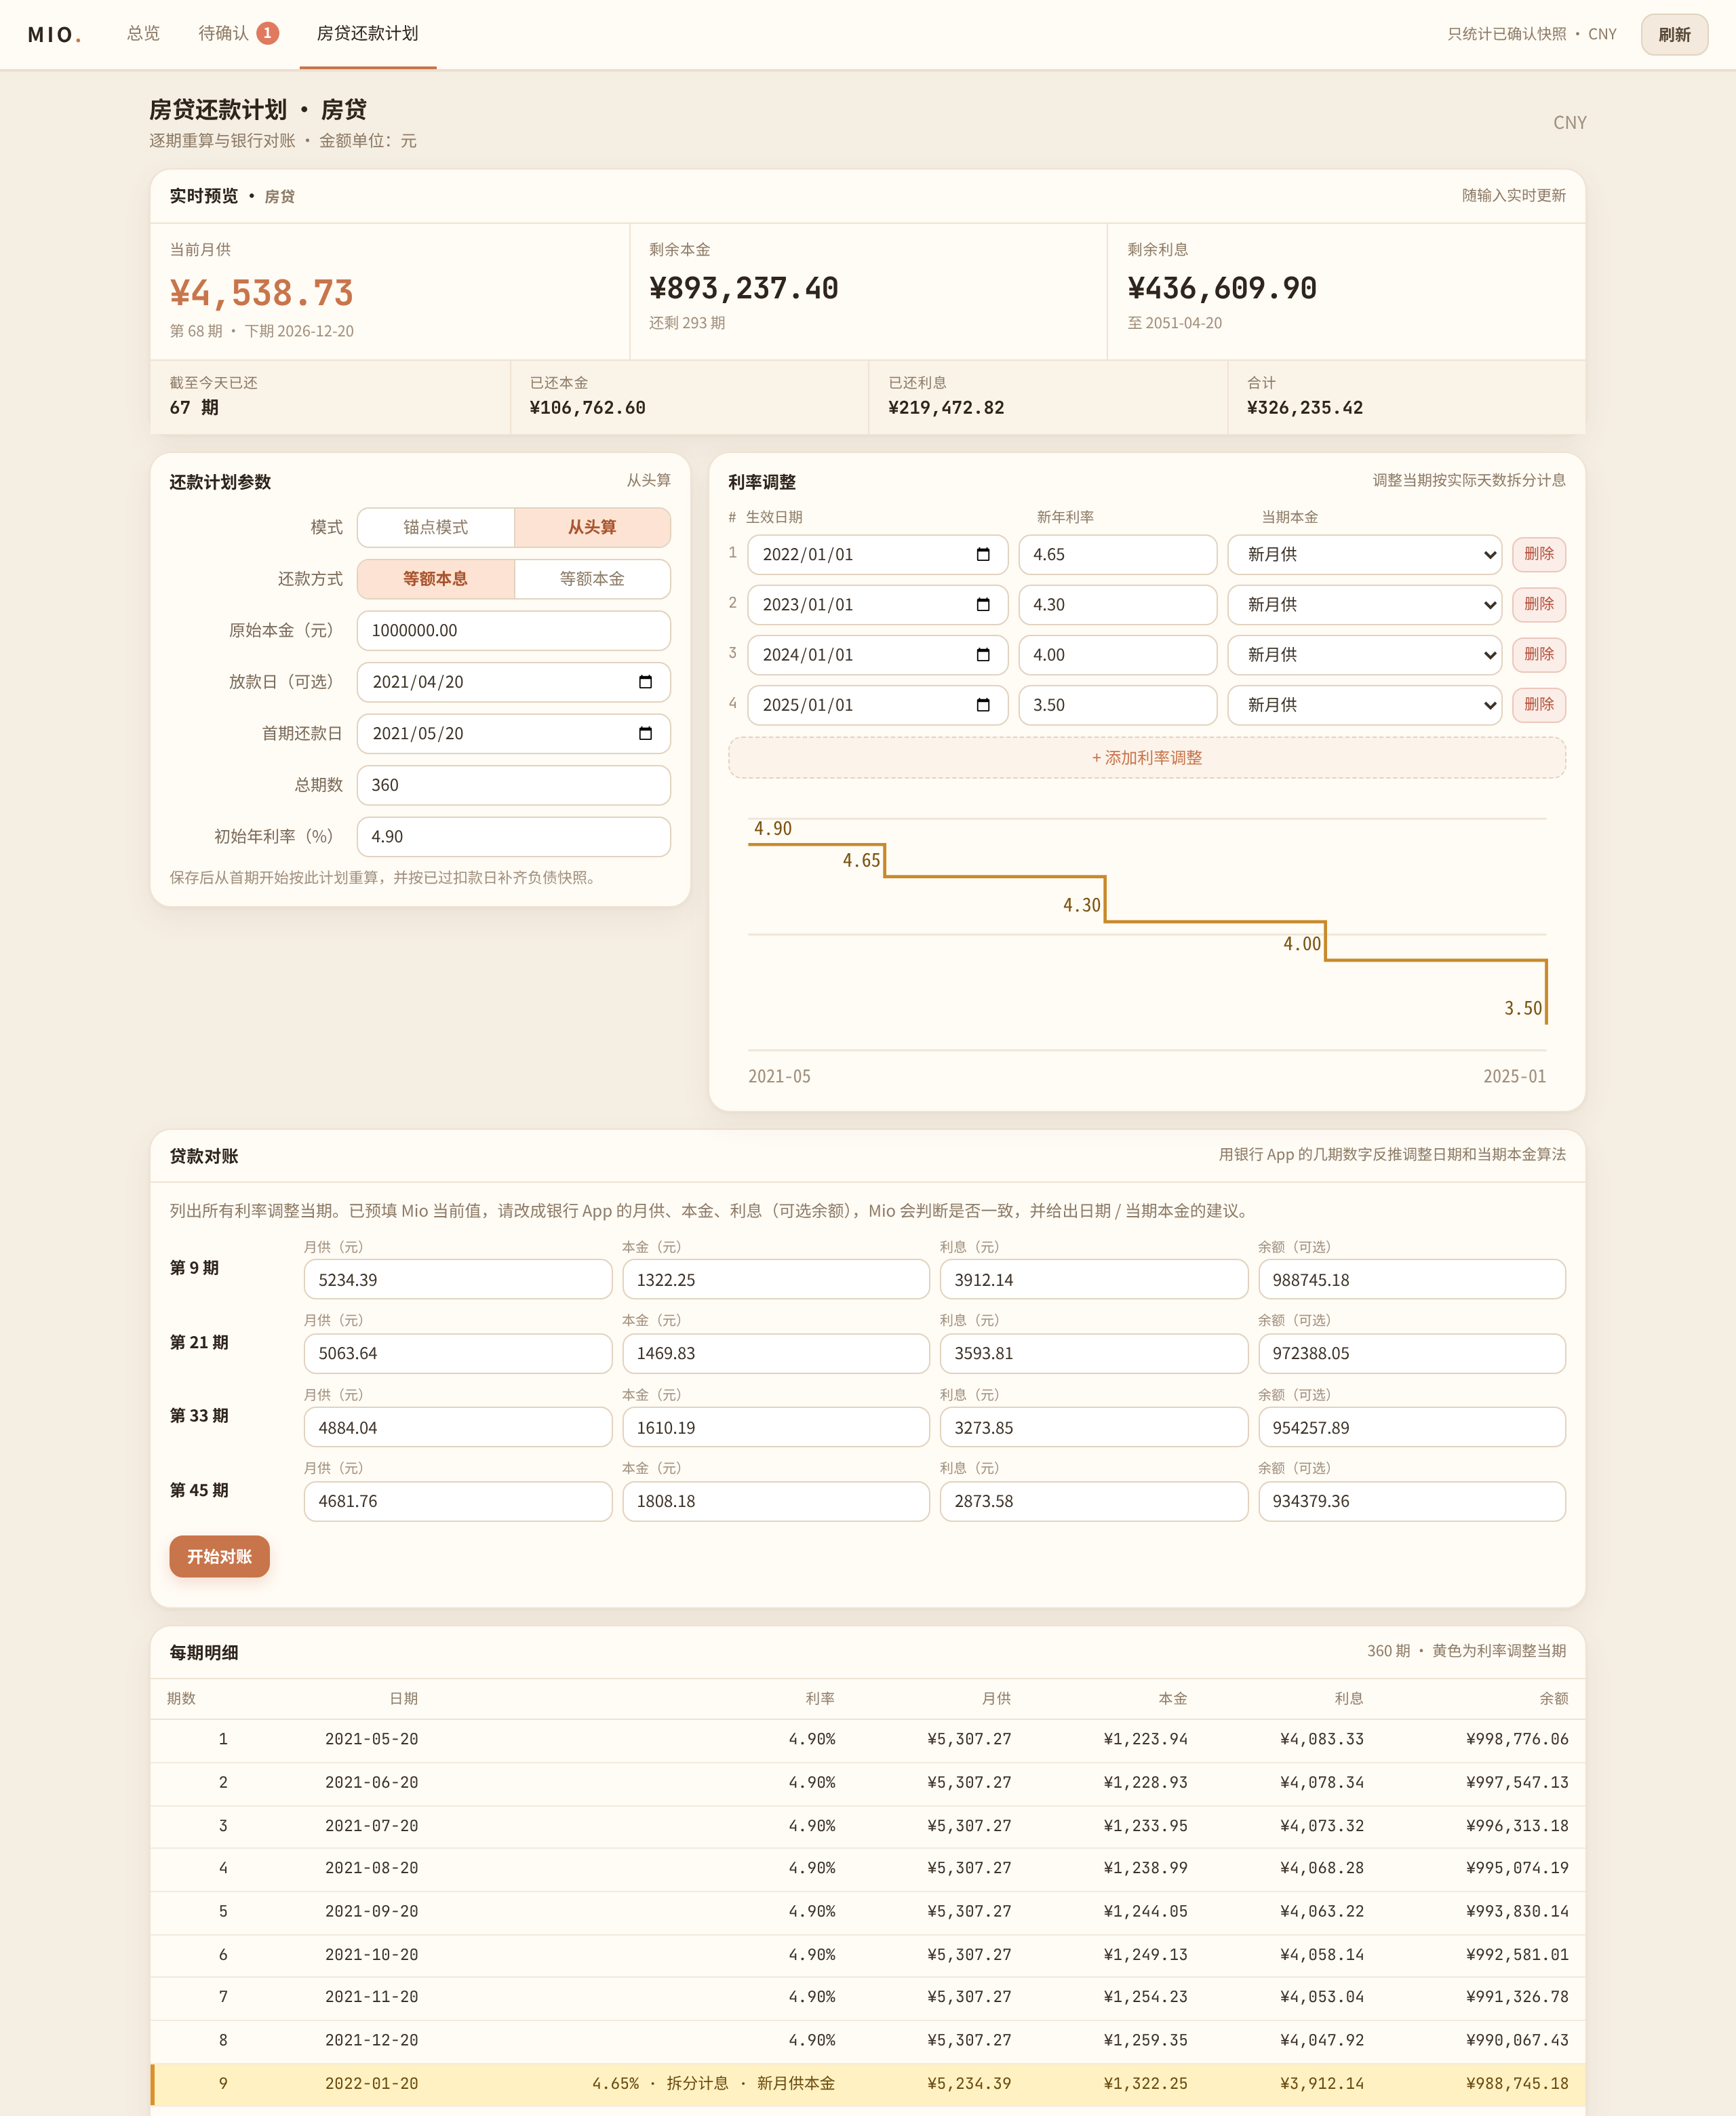 MIO.
总览
待确认 1
房贷还款计划
只统计已确认快照 · CNY
刷新
房贷还款计划 · 房贷
逐期重算与银行对账 · 金额单位：元
CNY
实时预览 · 房贷
随输入实时更新
当前月供
¥4,538.73
第 68 期 · 下期 2026-12-20
剩余本金
¥893,237.40
还剩 293 期
剩余利息
¥436,609.90
至 2051-04-20
截至今天已还
67 期
已还本金
¥106,762.60
已还利息
¥219,472.82
合计
¥326,235.42
还款计划参数
从头算
模式
锚点模式
从头算
还款方式
等额本息
等额本金
原始本金（元）
1000000.00
放款日（可选）
2021/04/20
首期还款日
2021/05/20
总期数
360
初始年利率（%）
4.90
保存后从首期开始按此计划重算，并按已过扣款日补齐负债快照。
利率调整
调整当期按实际天数拆分计息
# 生效日期 新年利率 当期本金
1 2022/01/01 4.65 新月供 删除
2 2023/01/01 4.30 新月供 删除
3 2024/01/01 4.00 新月供 删除
4 2025/01/01 3.50 新月供 删除
+ 添加利率调整
4.90
4.65
4.30
4.00
3.50
2021-05
2025-01
贷款对账
用银行 App 的几期数字反推调整日期和当期本金算法
列出所有利率调整当期。已预填 Mio 当前值，请改成银行 App 的月供、本金、利息（可选余额），Mio 会判断是否一致，并给出日期 / 当期本金的建议。
月供（元） 本金（元） 利息（元） 余额（可选）
第 9 期 5234.39 1322.25 3912.14 988745.18
月供（元） 本金（元） 利息（元） 余额（可选）
第 21 期 5063.64 1469.83 3593.81 972388.05
月供（元） 本金（元） 利息（元） 余额（可选）
第 33 期 4884.04 1610.19 3273.85 954257.89
月供（元） 本金（元） 利息（元） 余额（可选）
第 45 期 4681.76 1808.18 2873.58 934379.36
开始对账
每期明细
360 期 · 黄色为利率调整当期
期数 日期 利率 月供 本金 利息 余额
1 2021-05-20 4.90% ¥5,307.27 ¥1,223.94 ¥4,083.33 ¥998,776.06
2 2021-06-20 4.90% ¥5,307.27 ¥1,228.93 ¥4,078.34 ¥997,547.13
3 2021-07-20 4.90% ¥5,307.27 ¥1,233.95 ¥4,073.32 ¥996,313.18
4 2021-08-20 4.90% ¥5,307.27 ¥1,238.99 ¥4,068.28 ¥995,074.19
5 2021-09-20 4.90% ¥5,307.27 ¥1,244.05 ¥4,063.22 ¥993,830.14
6 2021-10-20 4.90% ¥5,307.27 ¥1,249.13 ¥4,058.14 ¥992,581.01
7 2021-11-20 4.90% ¥5,307.27 ¥1,254.23 ¥4,053.04 ¥991,326.78
8 2021-12-20 4.90% ¥5,307.27 ¥1,259.35 ¥4,047.92 ¥990,067.43
9 2022-01-20 4.65% · 拆分计息 · 新月供本金 ¥5,234.39 ¥1,322.25 ¥3,912.14 ¥988,745.18